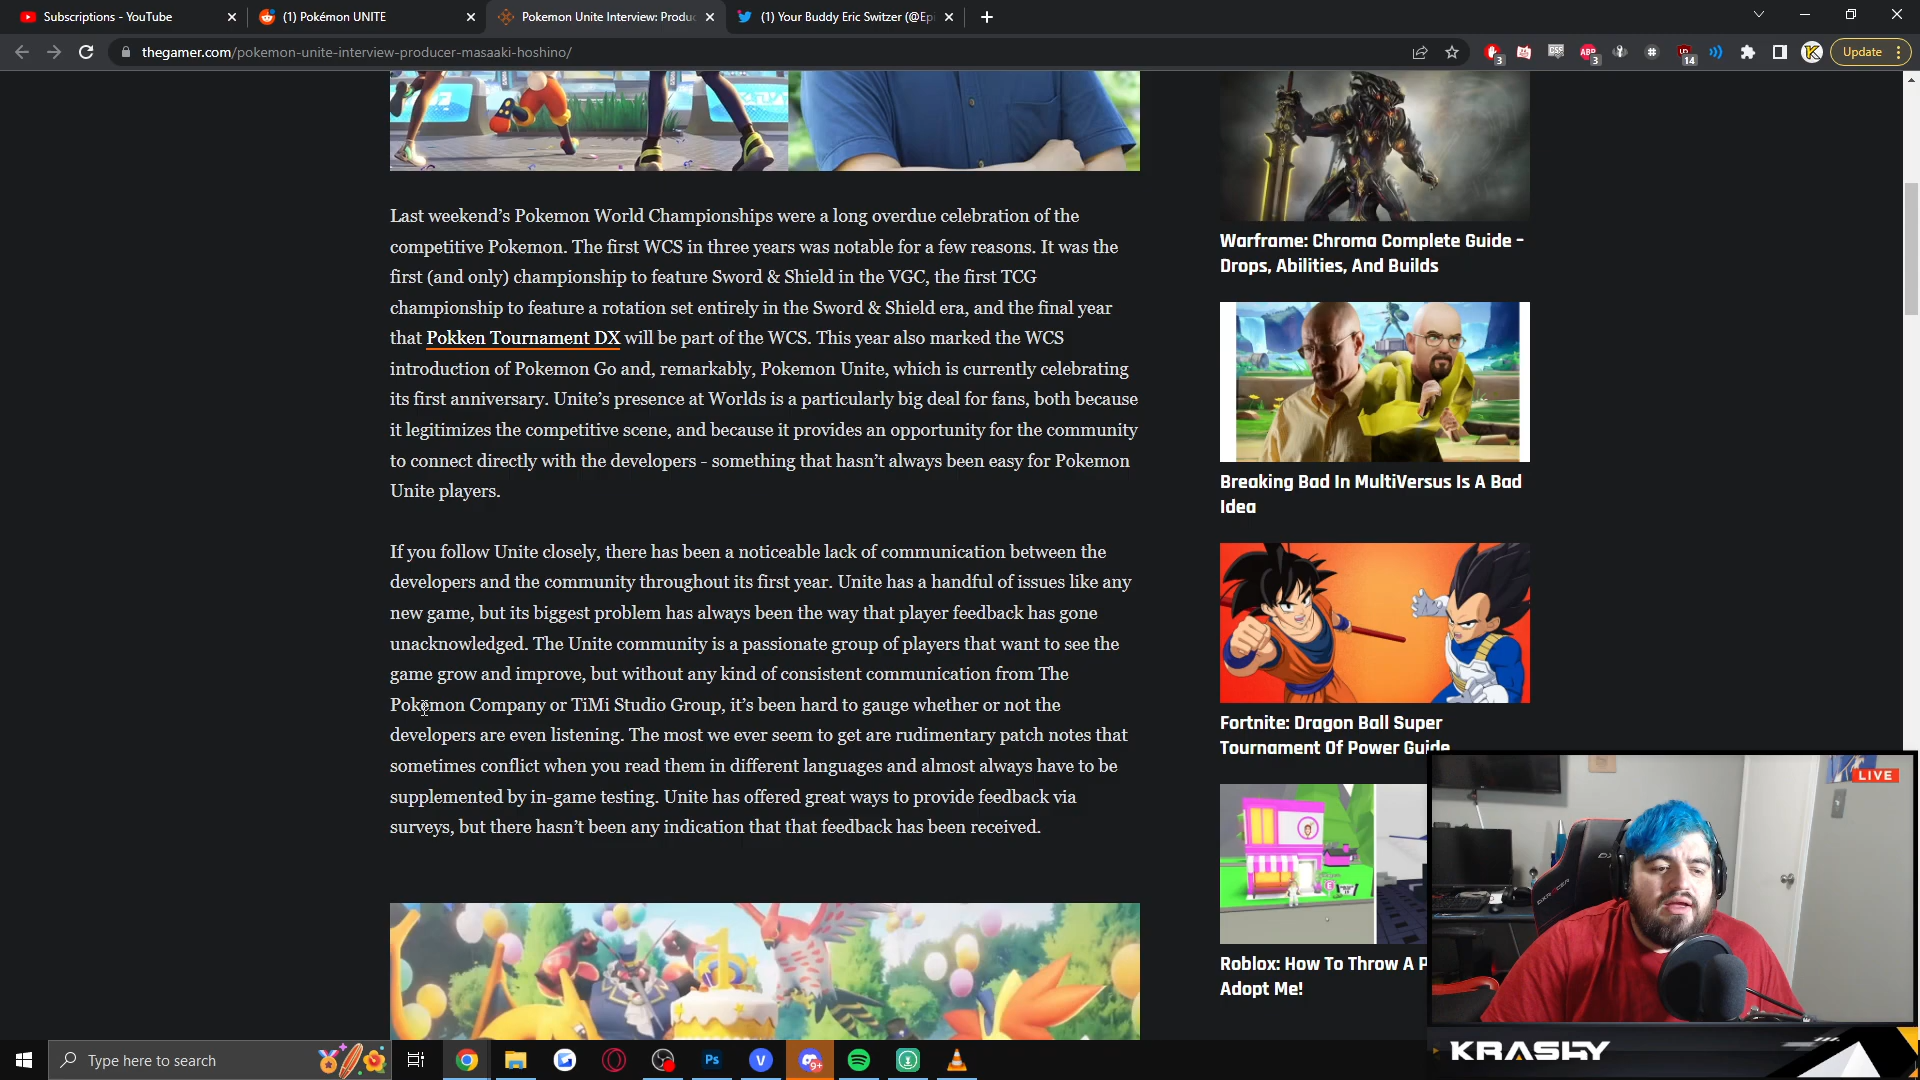 Subscriptions - YouTube
(1) Pokémon UNITE
Pokemon Unite Interview: Produ
(1) Your Buddy Eric Switzer (@Epi
thegamer.com/pokemon-unite-interview-producer-masaaki-hoshino/
Update
3
3
14
Last weekend’s Pokemon World Championships were a long overdue celebration of the
competitive Pokemon. The first WCS in three years was notable for a few reasons. It was the
first (and only) championship to feature Sword & Shield in the VGC, the first TCG
championship to feature a rotation set entirely in the Sword & Shield era, and the final year
that Pokken Tournament DX will be part of the WCS. This year also marked the WCS
introduction of Pokemon Go and, remarkably, Pokemon Unite, which is currently celebrating
its first anniversary. Unite’s presence at Worlds is a particularly big deal for fans, both because
it legitimizes the competitive scene, and because it provides an opportunity for the community
to connect directly with the developers - something that hasn’t always been easy for Pokemon
Unite players.
If you follow Unite closely, there has been a noticeable lack of communication between the
developers and the community throughout its first year. Unite has a handful of issues like any
new game, but its biggest problem has always been the way that player feedback has gone
unacknowledged. The Unite community is a passionate group of players that want to see the
game grow and improve, but without any kind of consistent communication from The
Pokemon Company or TiMi Studio Group, it’s been hard to gauge whether or not the
developers are even listening. The most we ever seem to get are rudimentary patch notes that
sometimes conflict when you read them in different languages and almost always have to be
supplemented by in-game testing. Unite has offered great ways to provide feedback via
surveys, but there hasn’t been any indication that that feedback has been received.
Warframe: Chroma Complete Guide –
Drops, Abilities, And Builds
Breaking Bad In MultiVersus Is A Bad
Idea
Fortnite: Dragon Ball Super
Tournament Of Power Guide
Roblox: How To Throw A P
Adopt Me!
LIVE
KRASHY
Type here to search
Ps
V
9+